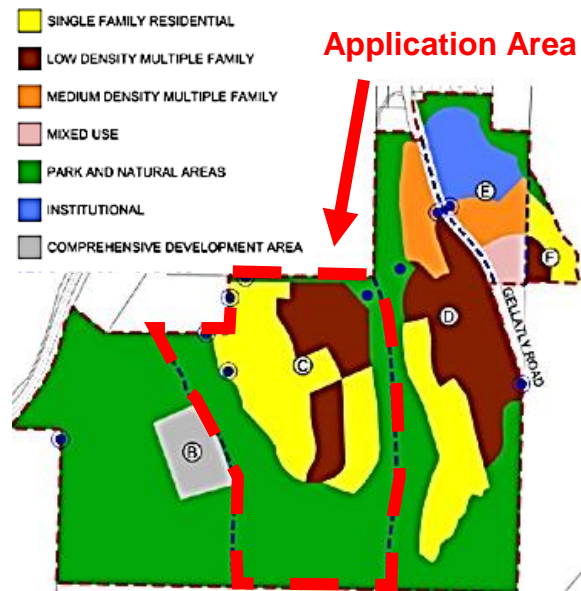 SINGLE FAMILY RESIDENTIAL
LOW DENSITY MULTIPLE FAMILY
MEDIUM DENSITY MULTIPLE FAMILY
MIXED USE
PARK AND NATURAL AREAS
INSTITUTIONAL
COMPREHENSIVE DEVELOPMENT AREA
Application Area
E
F
GELLATLY ROAD
D
C
B